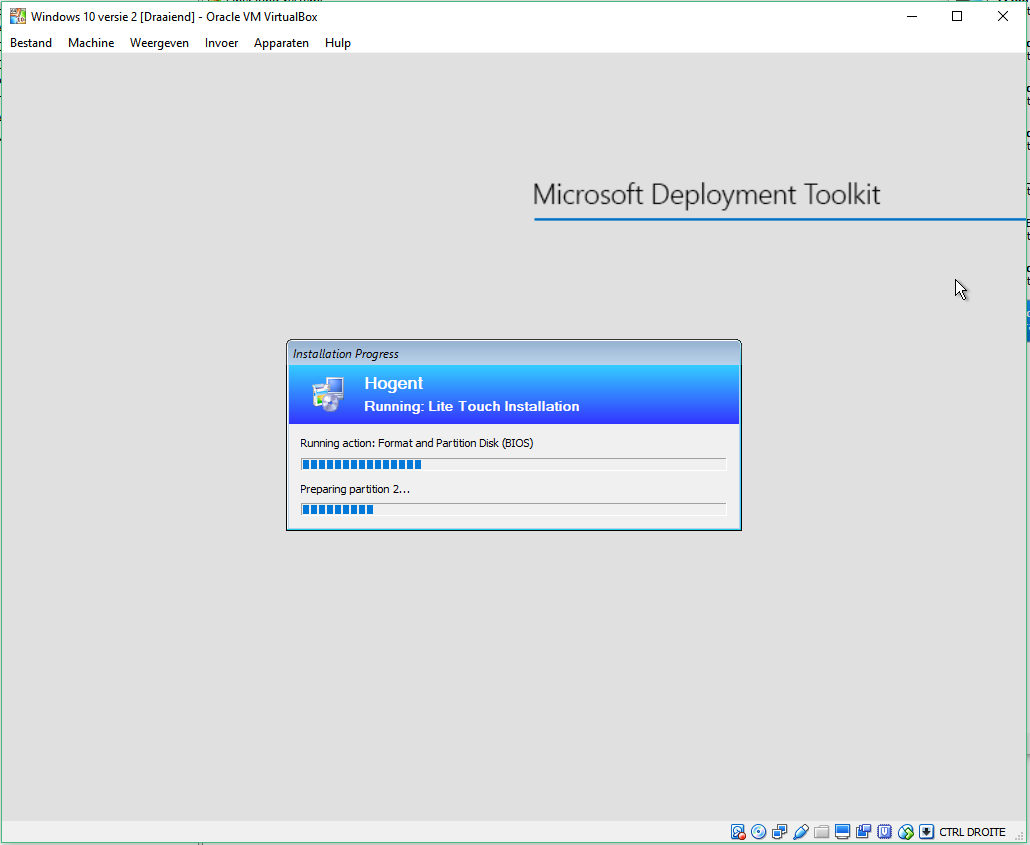 Windows 10 versie 2 [Draaiend] - Oracle VM VirtualBox
Bestand Machine Weergeven Invoer Apparaten Hulp
Microsoft Deployment Toolkit
Installation Progress
Hogent
Running: Lite Touch Installation
Running action: Format and Partition Disk (BIOS)
Preparing partition 2...
CTRL DROITE